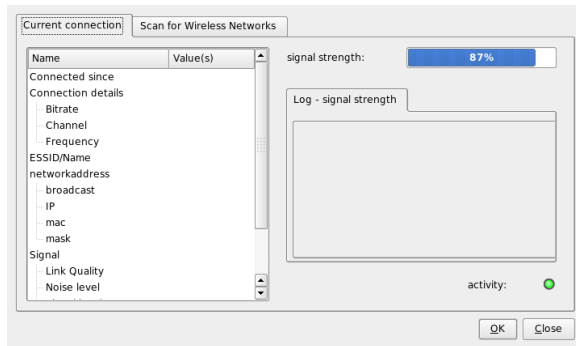 Current connection
Scan for Wireless Networks
Name
Value(s)
Connected since
Connection details
Bitrate
Channel
Frequency
ESSID/Name
networkaddress
broadcast
IP
mac
mask
Signal
Link Quality
Noise level
signal strength:
87%
Log - signal strength
activity:
OK
Close